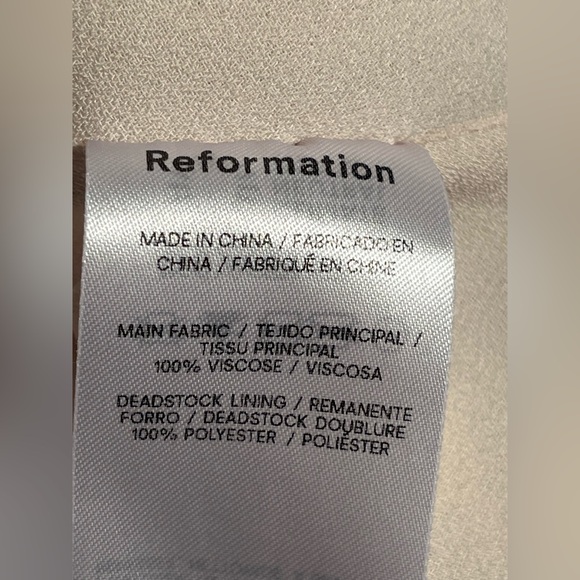 Reformation
MADE IN CHINA / FABRICADO EN
CHINA / FABRIQUÉ EN CHINE
MAIN FABRIC / TEJIDO PRINCIPAL /
TISSU PRINCIPAL
100% VISCOSE / VISCOSA
DEADSTOCK LINING / REMANENTE
FORRO / DEADSTOCK DOUBLURE
100% POLYESTER / POLIÉSTER